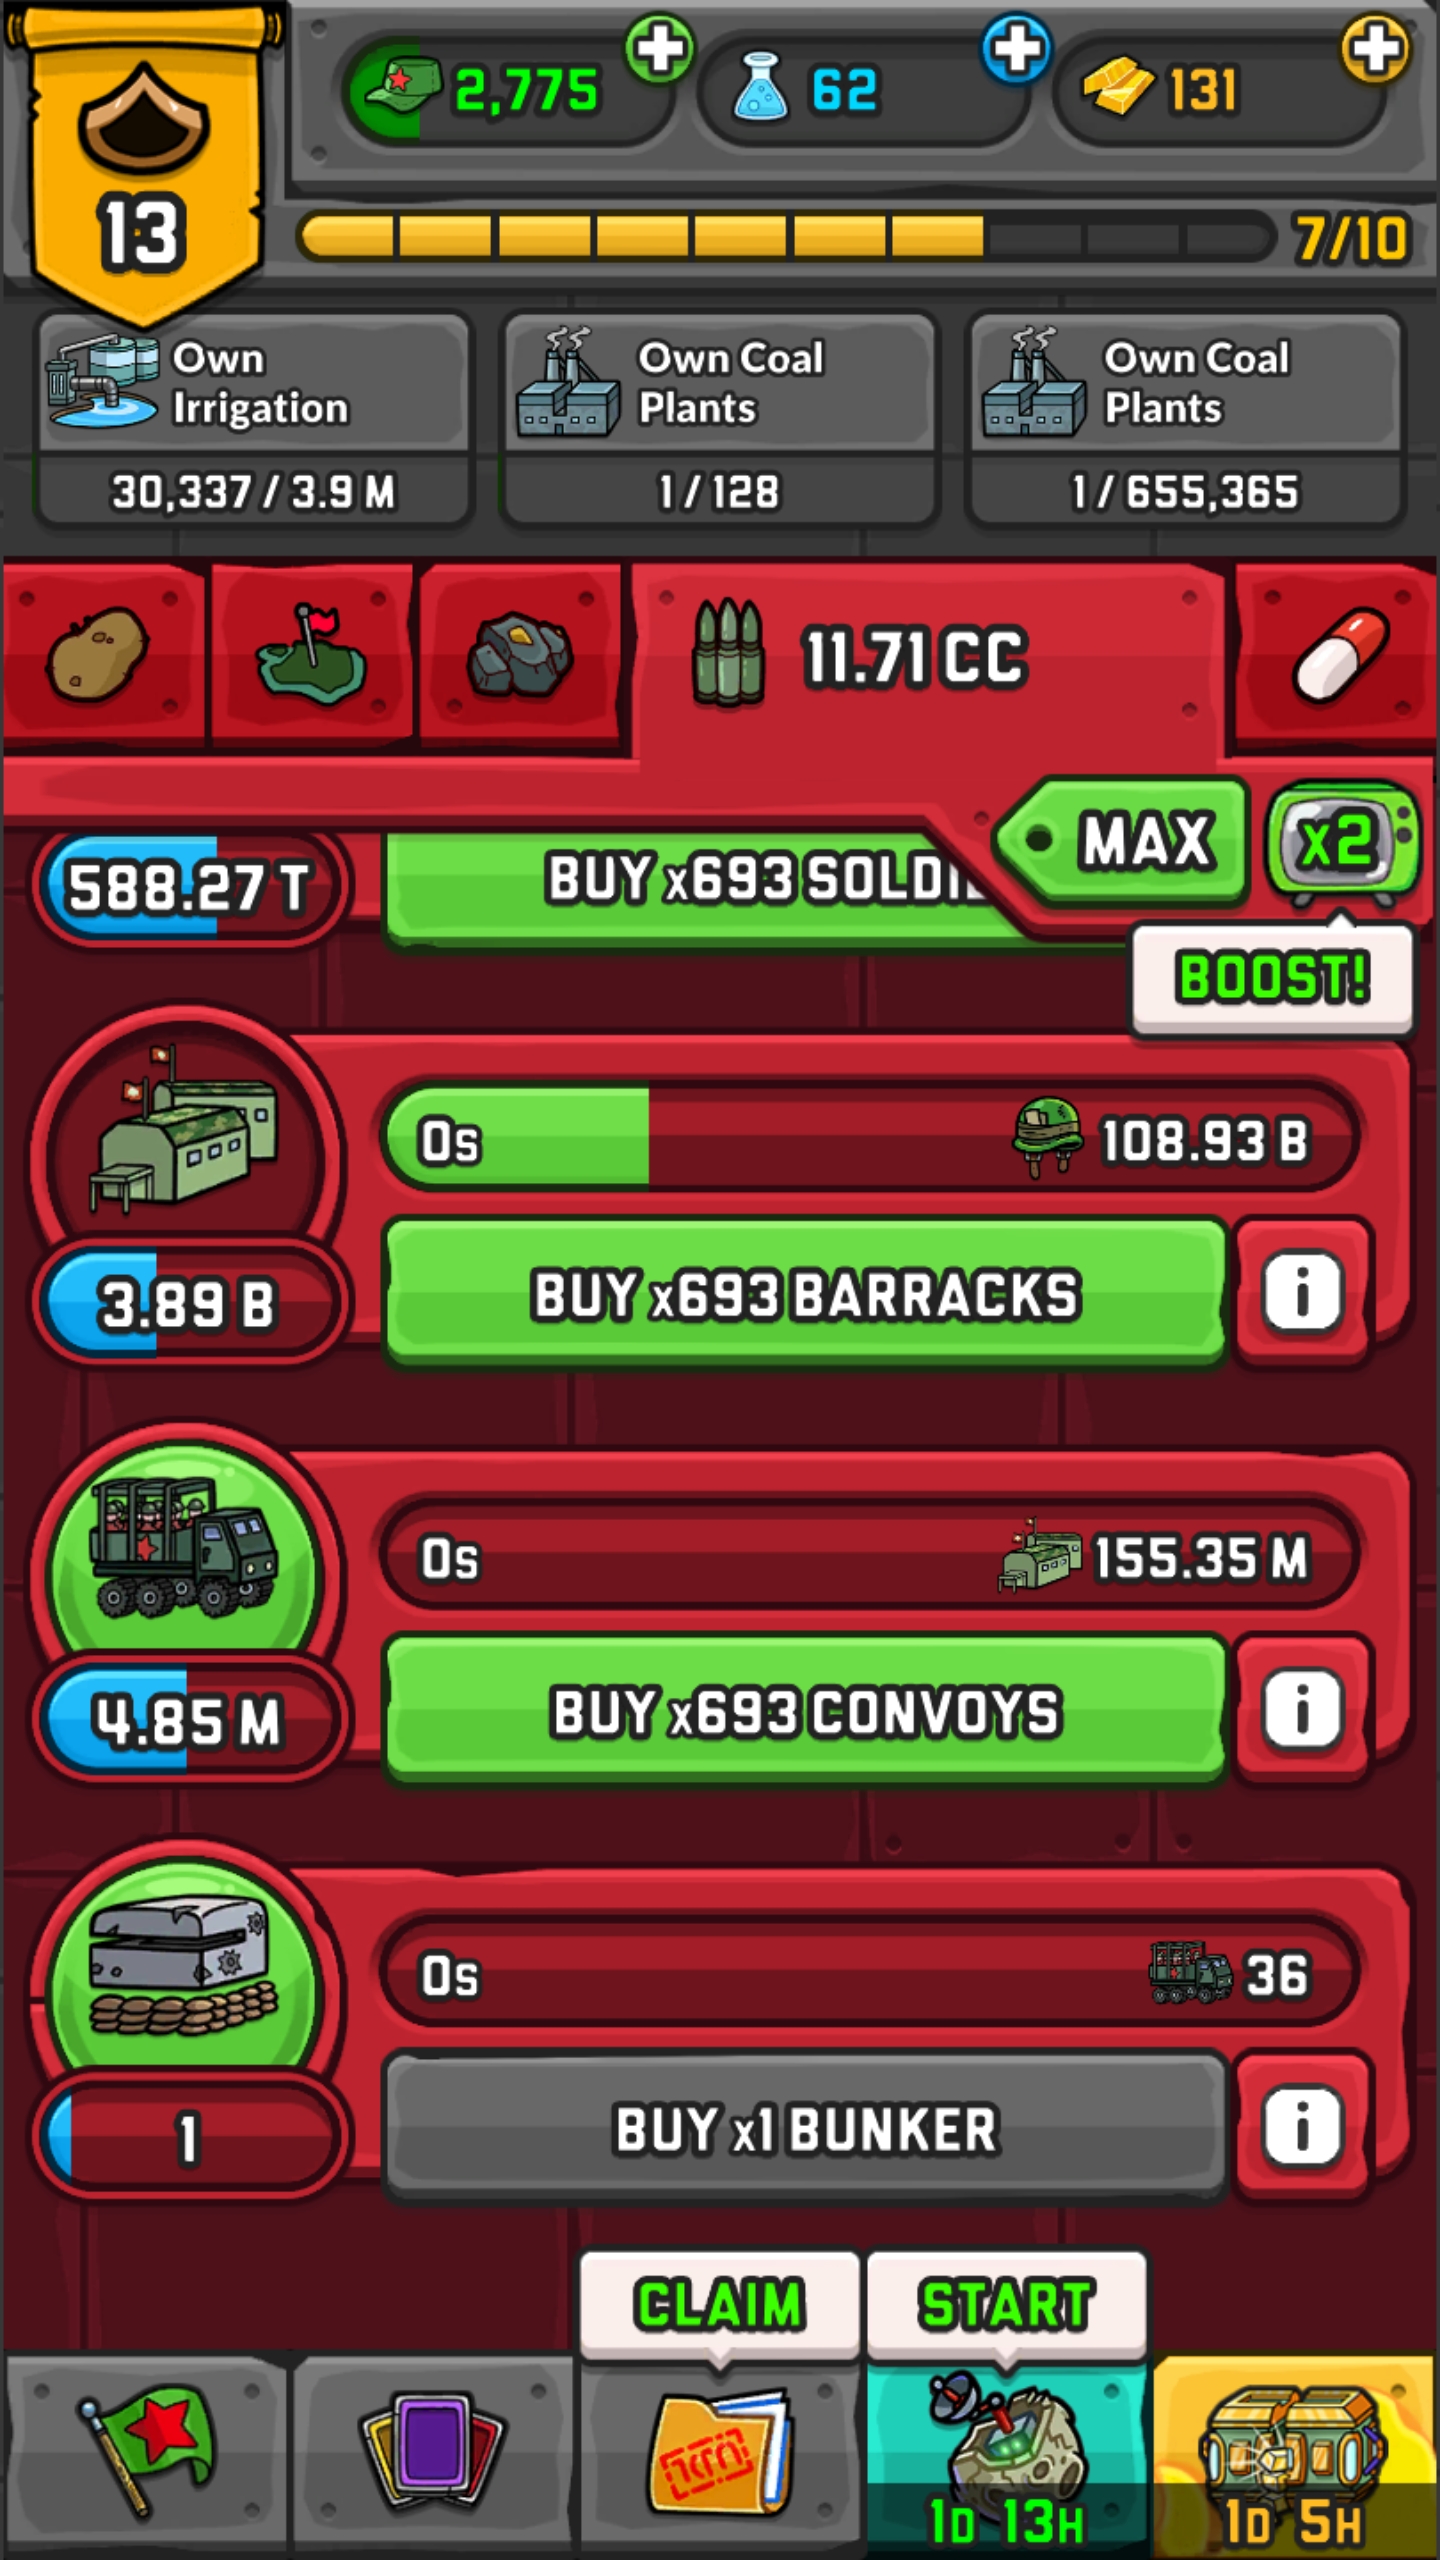 2,775
62
131
13
7/10
Own
Irrigation
30,337 / 3.9 M
Own Coal
Plants
1 / 128
Own Coal
Plants
1 / 655,365
11.71 CC
MAX
x2
BOOST!
588.27 T
BUY x693
0s
108.93 B
3.89 B
BUY x693 BARRACKS
i
0s
155.35 M
4.85 M
BUY x693 CONVOYS
i
0s
36
1
BUY x1 BUNKER
i
CLAIM
START
1D 13H
1D 5H